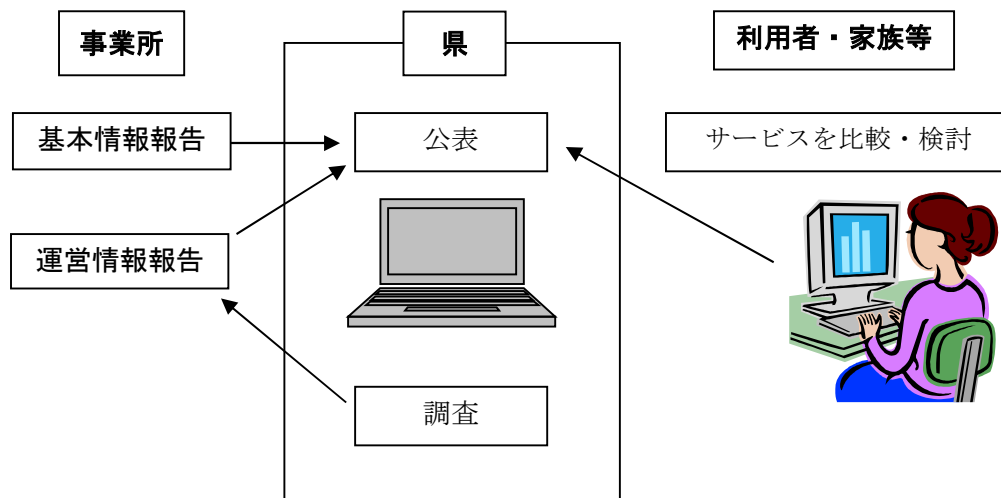 事業所
県
利用者・家族等
基本情報報告
公表
サービスを比較・検討
運営情報報告
調査